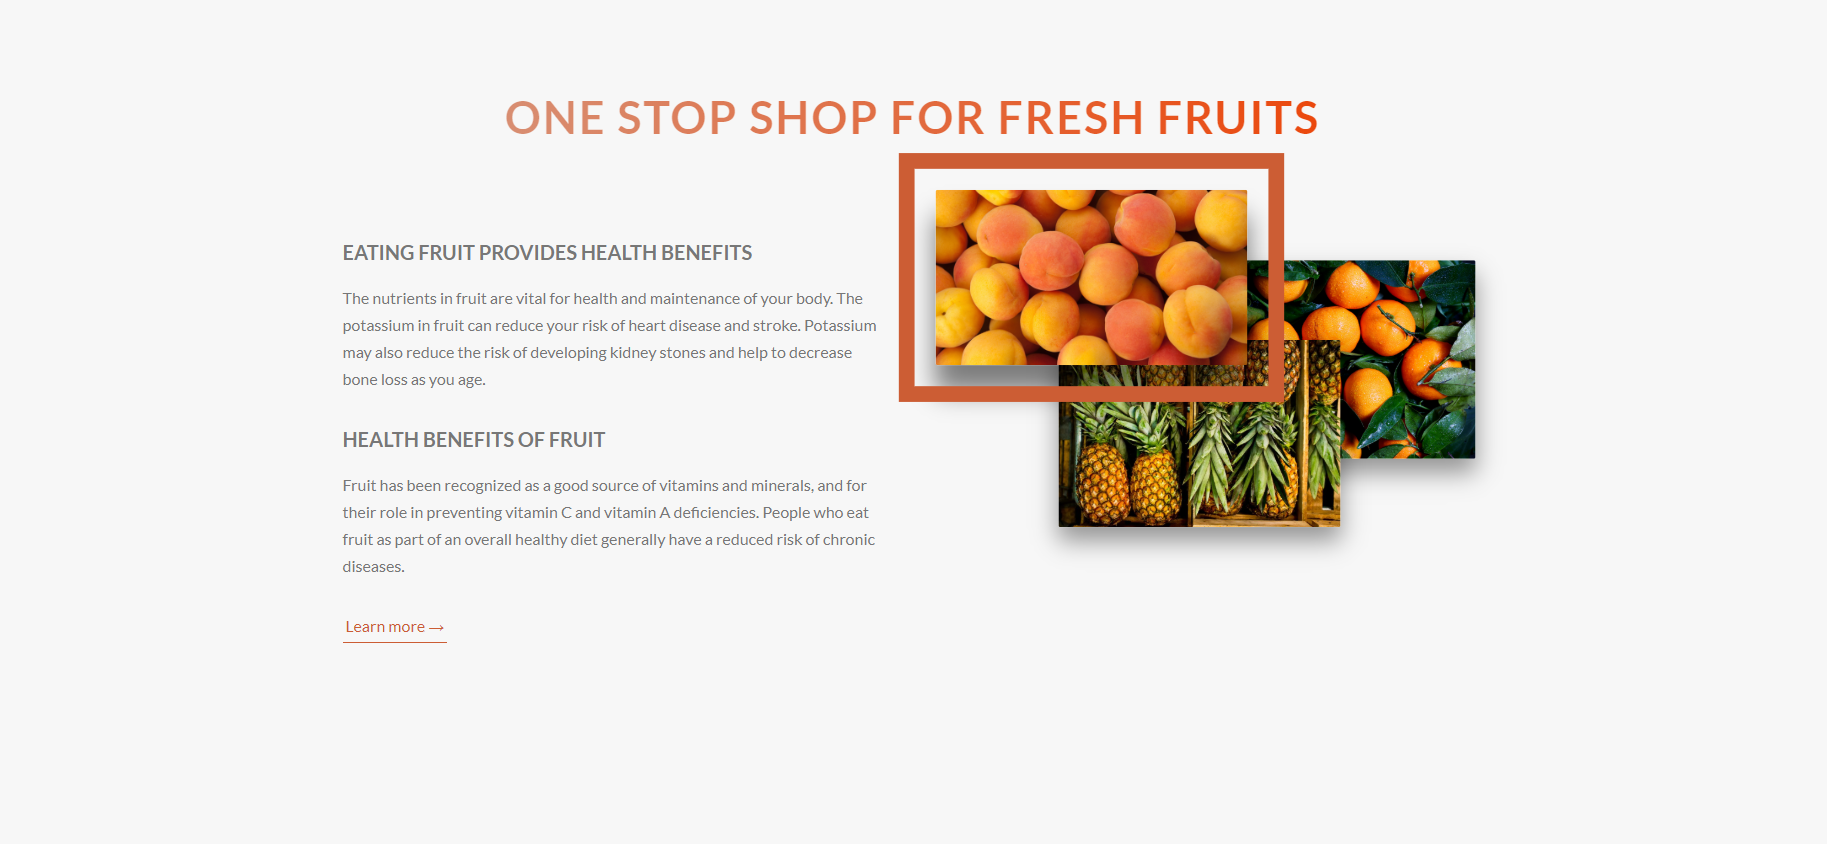 ONE STOP SHOP FOR FRESH FRUITS
EATING FRUIT PROVIDES HEALTH BENEFITS
The nutrients in fruit are vital for health and maintenance of your body. The
potassium in fruit can reduce your risk of heart disease and stroke. Potassium
may also reduce the risk of developing kidney stones and help to decrease
bone loss as you age.
HEALTH BENEFITS OF FRUIT
Fruit has been recognized as a good source of vitamins and minerals, and for
their role in preventing vitamin C and vitamin A deficiencies. People who eat
fruit as part of an overall healthy diet generally have a reduced risk of chronic
diseases.
Learn more →